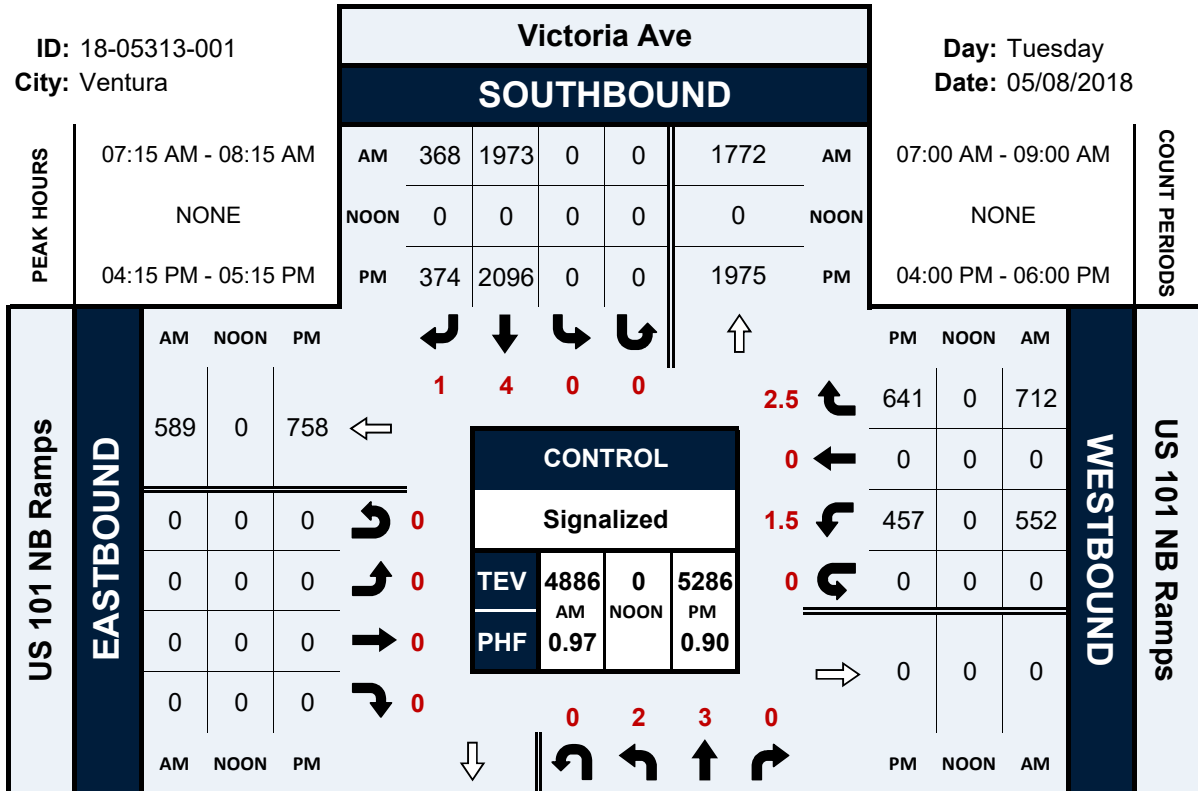 Victoria Ave
ID: 18-05313-001
City: Ventura
Day: Tuesday
Date: 05/08/2018
SOUTHBOUND
PEAK HOURS
07:15 AM - 08:15 AM
NONE
04:15 PM - 05:15 PM
AM 368 1973 0 0 1772 AM
NOON 0 0 0 0 0 NOON
PM 374 2096 0 0 1975 PM
07:00 AM - 09:00 AM
NONE
04:00 PM - 06:00 PM
COUNT PERIODS
1 4 0 0
US 101 NB Ramps
EASTBOUND
AM NOON PM
589 0 758
0 0 0 0
0 0 0 0
0 0 0 0
0 0 0 0
AM NOON PM
CONTROL
Signalized
TEV 4886 0 5286
AM NOON PM
PHF 0.97 0.90
PM NOON AM
2.5 641 0 712
0 0 0 0
1.5 457 0 552
0 0 0 0
0 0 0
PM NOON AM
WESTBOUND
US 101 NB Ramps
0 2 3 0